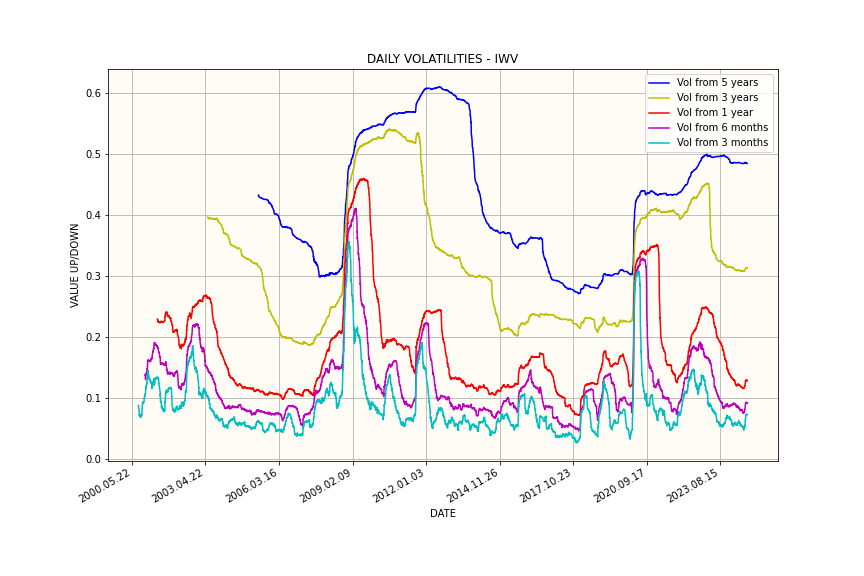 DAILY VOLATILITIES - IWV
Vol from 5 years
Vol from 3 years
Vol from 1 year
Vol from 6 months
Vol from 3 months
VALUE UP/DOWN
0.6
0.5
0.4
0.3
0.2
0.1
0.0
2000.05.22
2003.04.22
2006.03.16
2009.02.09
2012.01.03
2014.11.26
2017.10.23
2020.09.17
2023.08.15
DATE